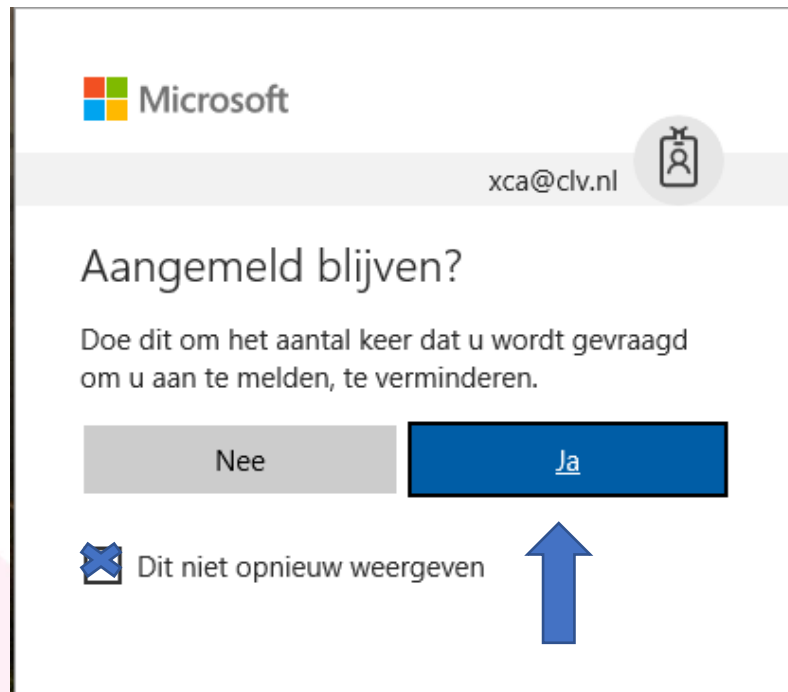 Microsoft
xca@clv.nl
Aangemeld blijven?
Doe dit om het aantal keer dat u wordt gevraagd
om u aan te melden, te verminderen.
Nee
Ja
Dit niet opnieuw weergeven